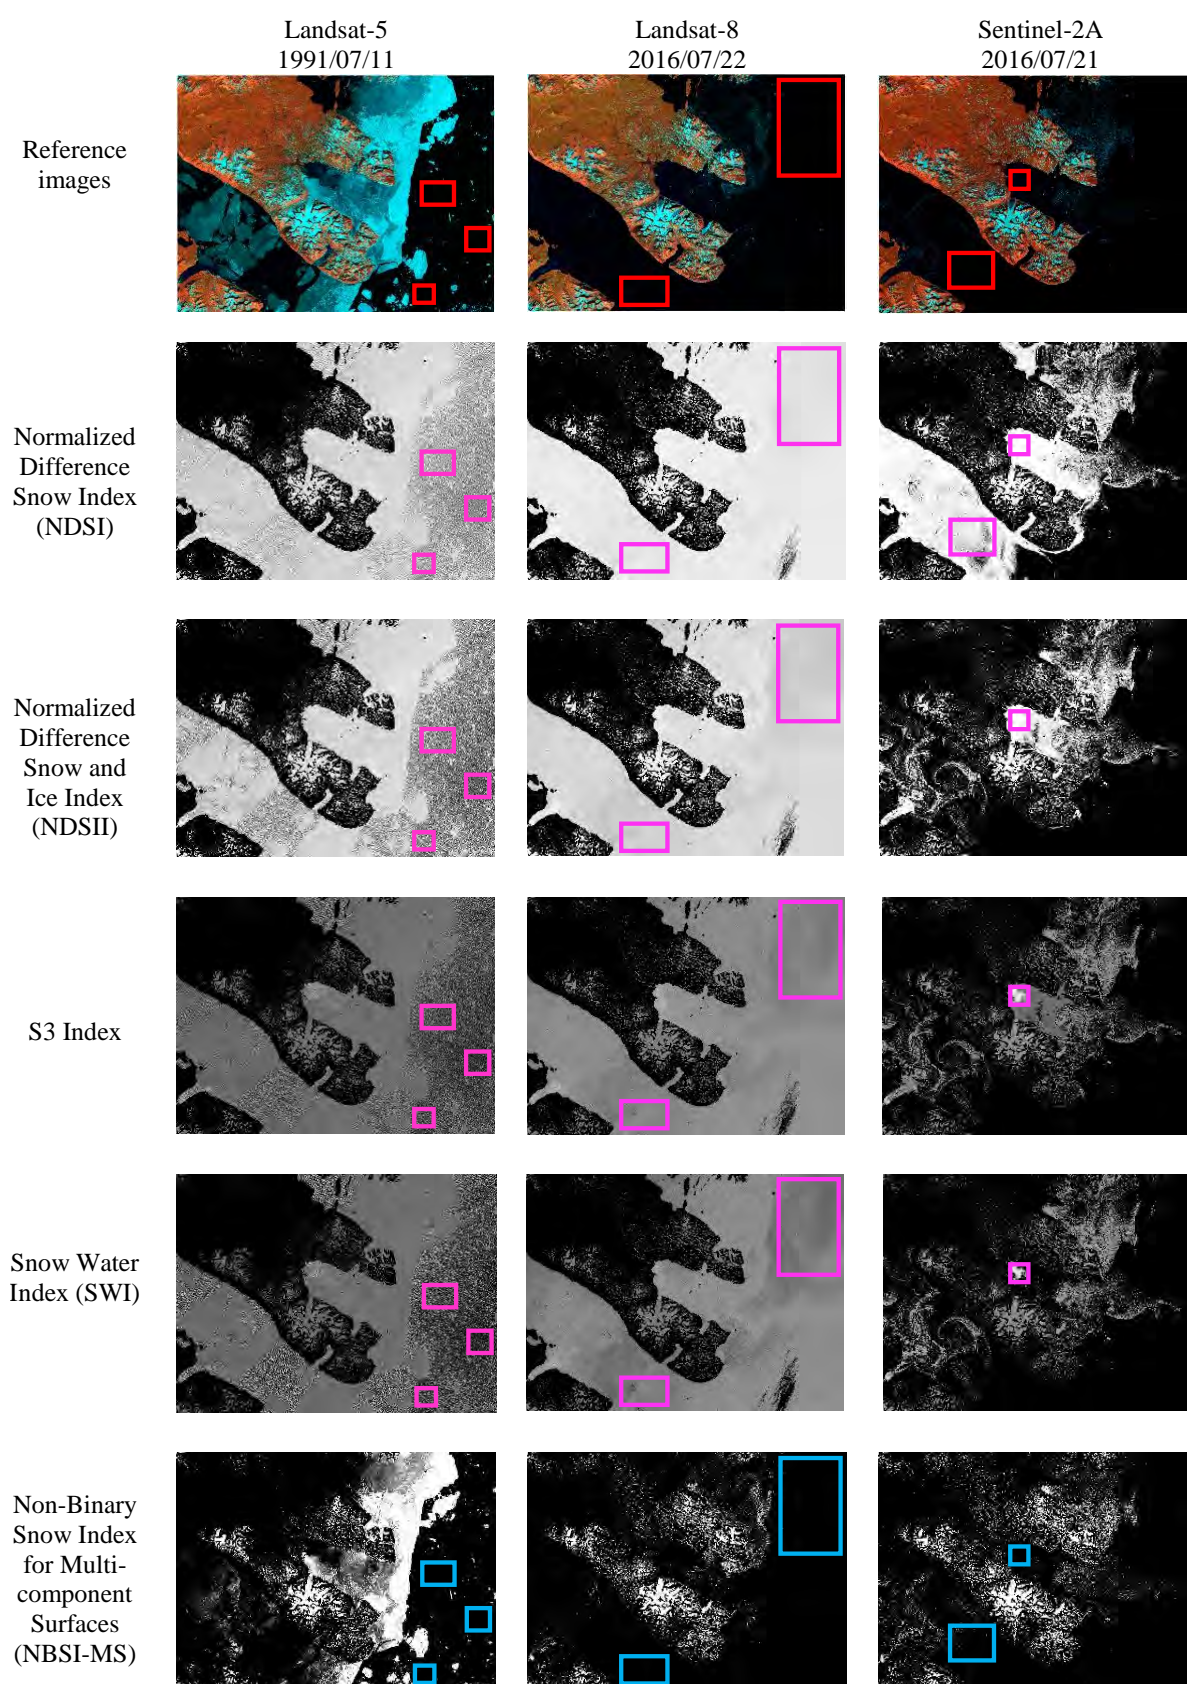 Landsat-5
1991/07/11
Landsat-8
2016/07/22
Sentinel-2A
2016/07/21
Reference
images
Normalized
Difference
Snow Index
(NDSI)
Normalized
Difference
Snow and
Ice Index
(NDSII)
S3 Index
Snow Water
Index (SWI)
Non-Binary
Snow Index
for Multi-
component
Surfaces
(NBSI-MS)